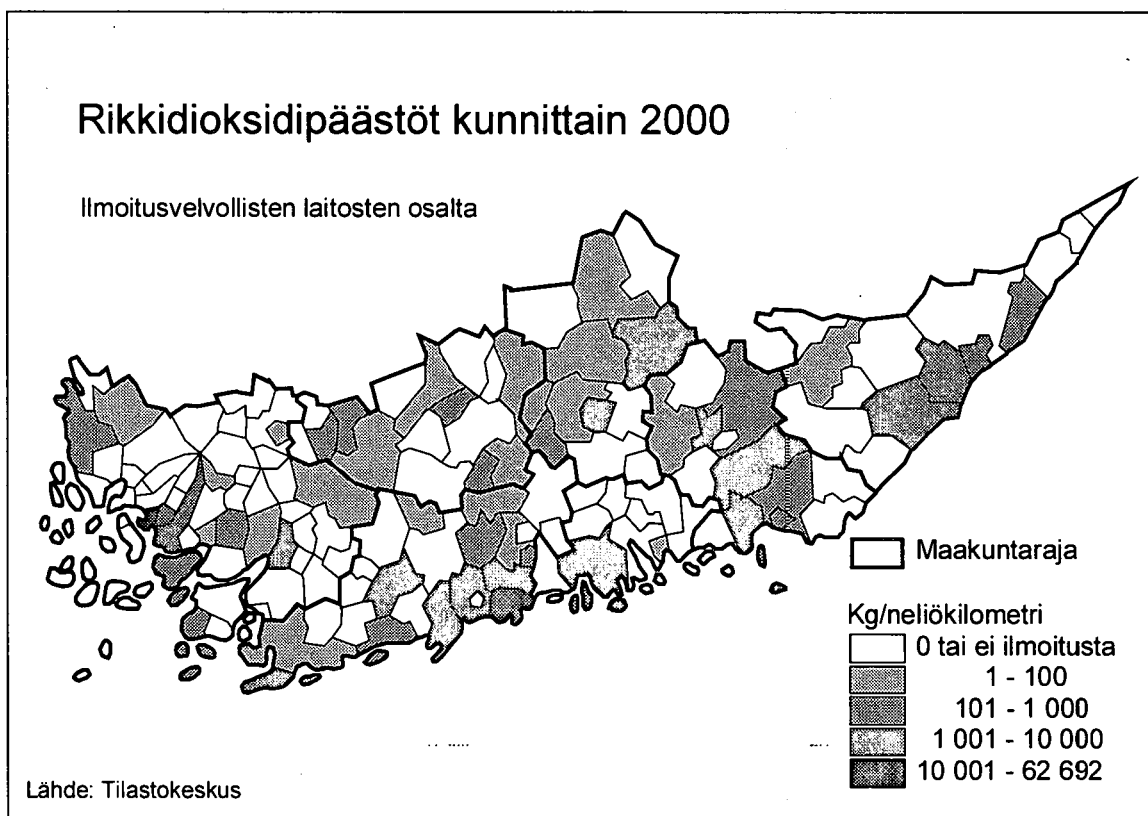 Rikkidioksidipäästöt kunnittain 2000
Ilmoitusvelvollisten laitosten osalta
Maakuntaraja
Kg/neliökilometri
0 tai ei ilmoitusta
1 - 100
101 - 1 000
1 001 - 10 000
10 001 - 62 692
Lähde: Tilastokeskus